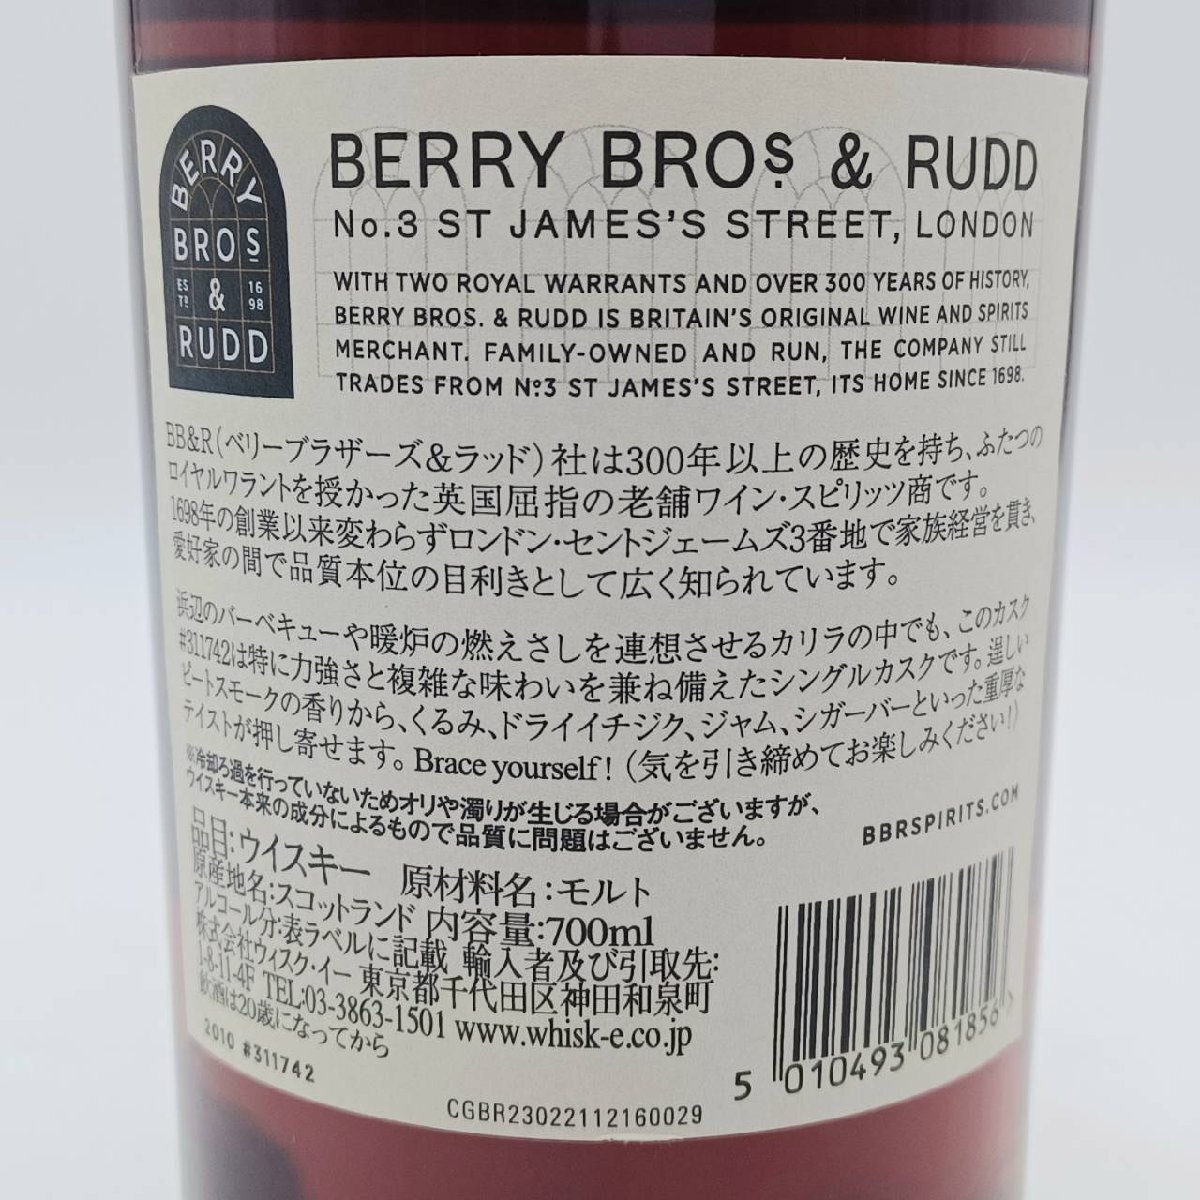 BERRY
BROS
&
ESTD 1698
RUDD
BERRY BROS & RUDD
No.3 ST JAMES'S STREET, LONDON
WITH TWO ROYAL WARRANTS AND OVER 300 YEARS OF HISTORY,
BERRY BROS. & RUDD IS BRITAIN'S ORIGINAL WINE AND SPIRITS
MERCHANT. FAMILY-OWNED AND RUN, THE COMPANY STILL
TRADES FROM Nº3 ST JAMES'S STREET, ITS HOME SINCE 1698.
BB&R(ベリーブラザーズ&ラッド)社は300年以上の歴史を持ち、ふたつの
ロイヤルワラントを授かった英国屈指の老舗ワイン・スピリッツ商です。
1698年の創業以来変わらずロンドン・セントジェームズ3番地で家族経営を貫き、
愛好家の間で品質本位の目利きとして広く知られています。
浜辺のバーベキューや暖炉の燃えさしを連想させるカリラの中でも、このカスク
#311742は特に力強さと複雑な味わいを兼ね備えたシングルカスクです。逞しい
ピートスモークの香りから、くるみ、ドライイチジク、ジャム、シガーバーといった重厚な
テイストが押し寄せます。Brace yourself!(気を引き締めてお楽しみください!)
※冷却ろ過を行っていないためオリや濁りが生じる場合がございますが、
ウイスキー本来の成分によるもので品質に問題はございません。
BBRSPIRITS.COM
品目:ウイスキー 原材料名:モルト
原産地名:スコットランド 内容量:700ml
アルコール分:表ラベルに記載 輸入者及び引取先:
株式会社ウィスク・イー 東京都千代田区神田和泉町
1-8-11-4F TEL:03-3863-1501 www.whisk-e.co.jp
飲酒は20歳になってから
2010 #311742
5 010493 081856 >
CGBR23022112160029